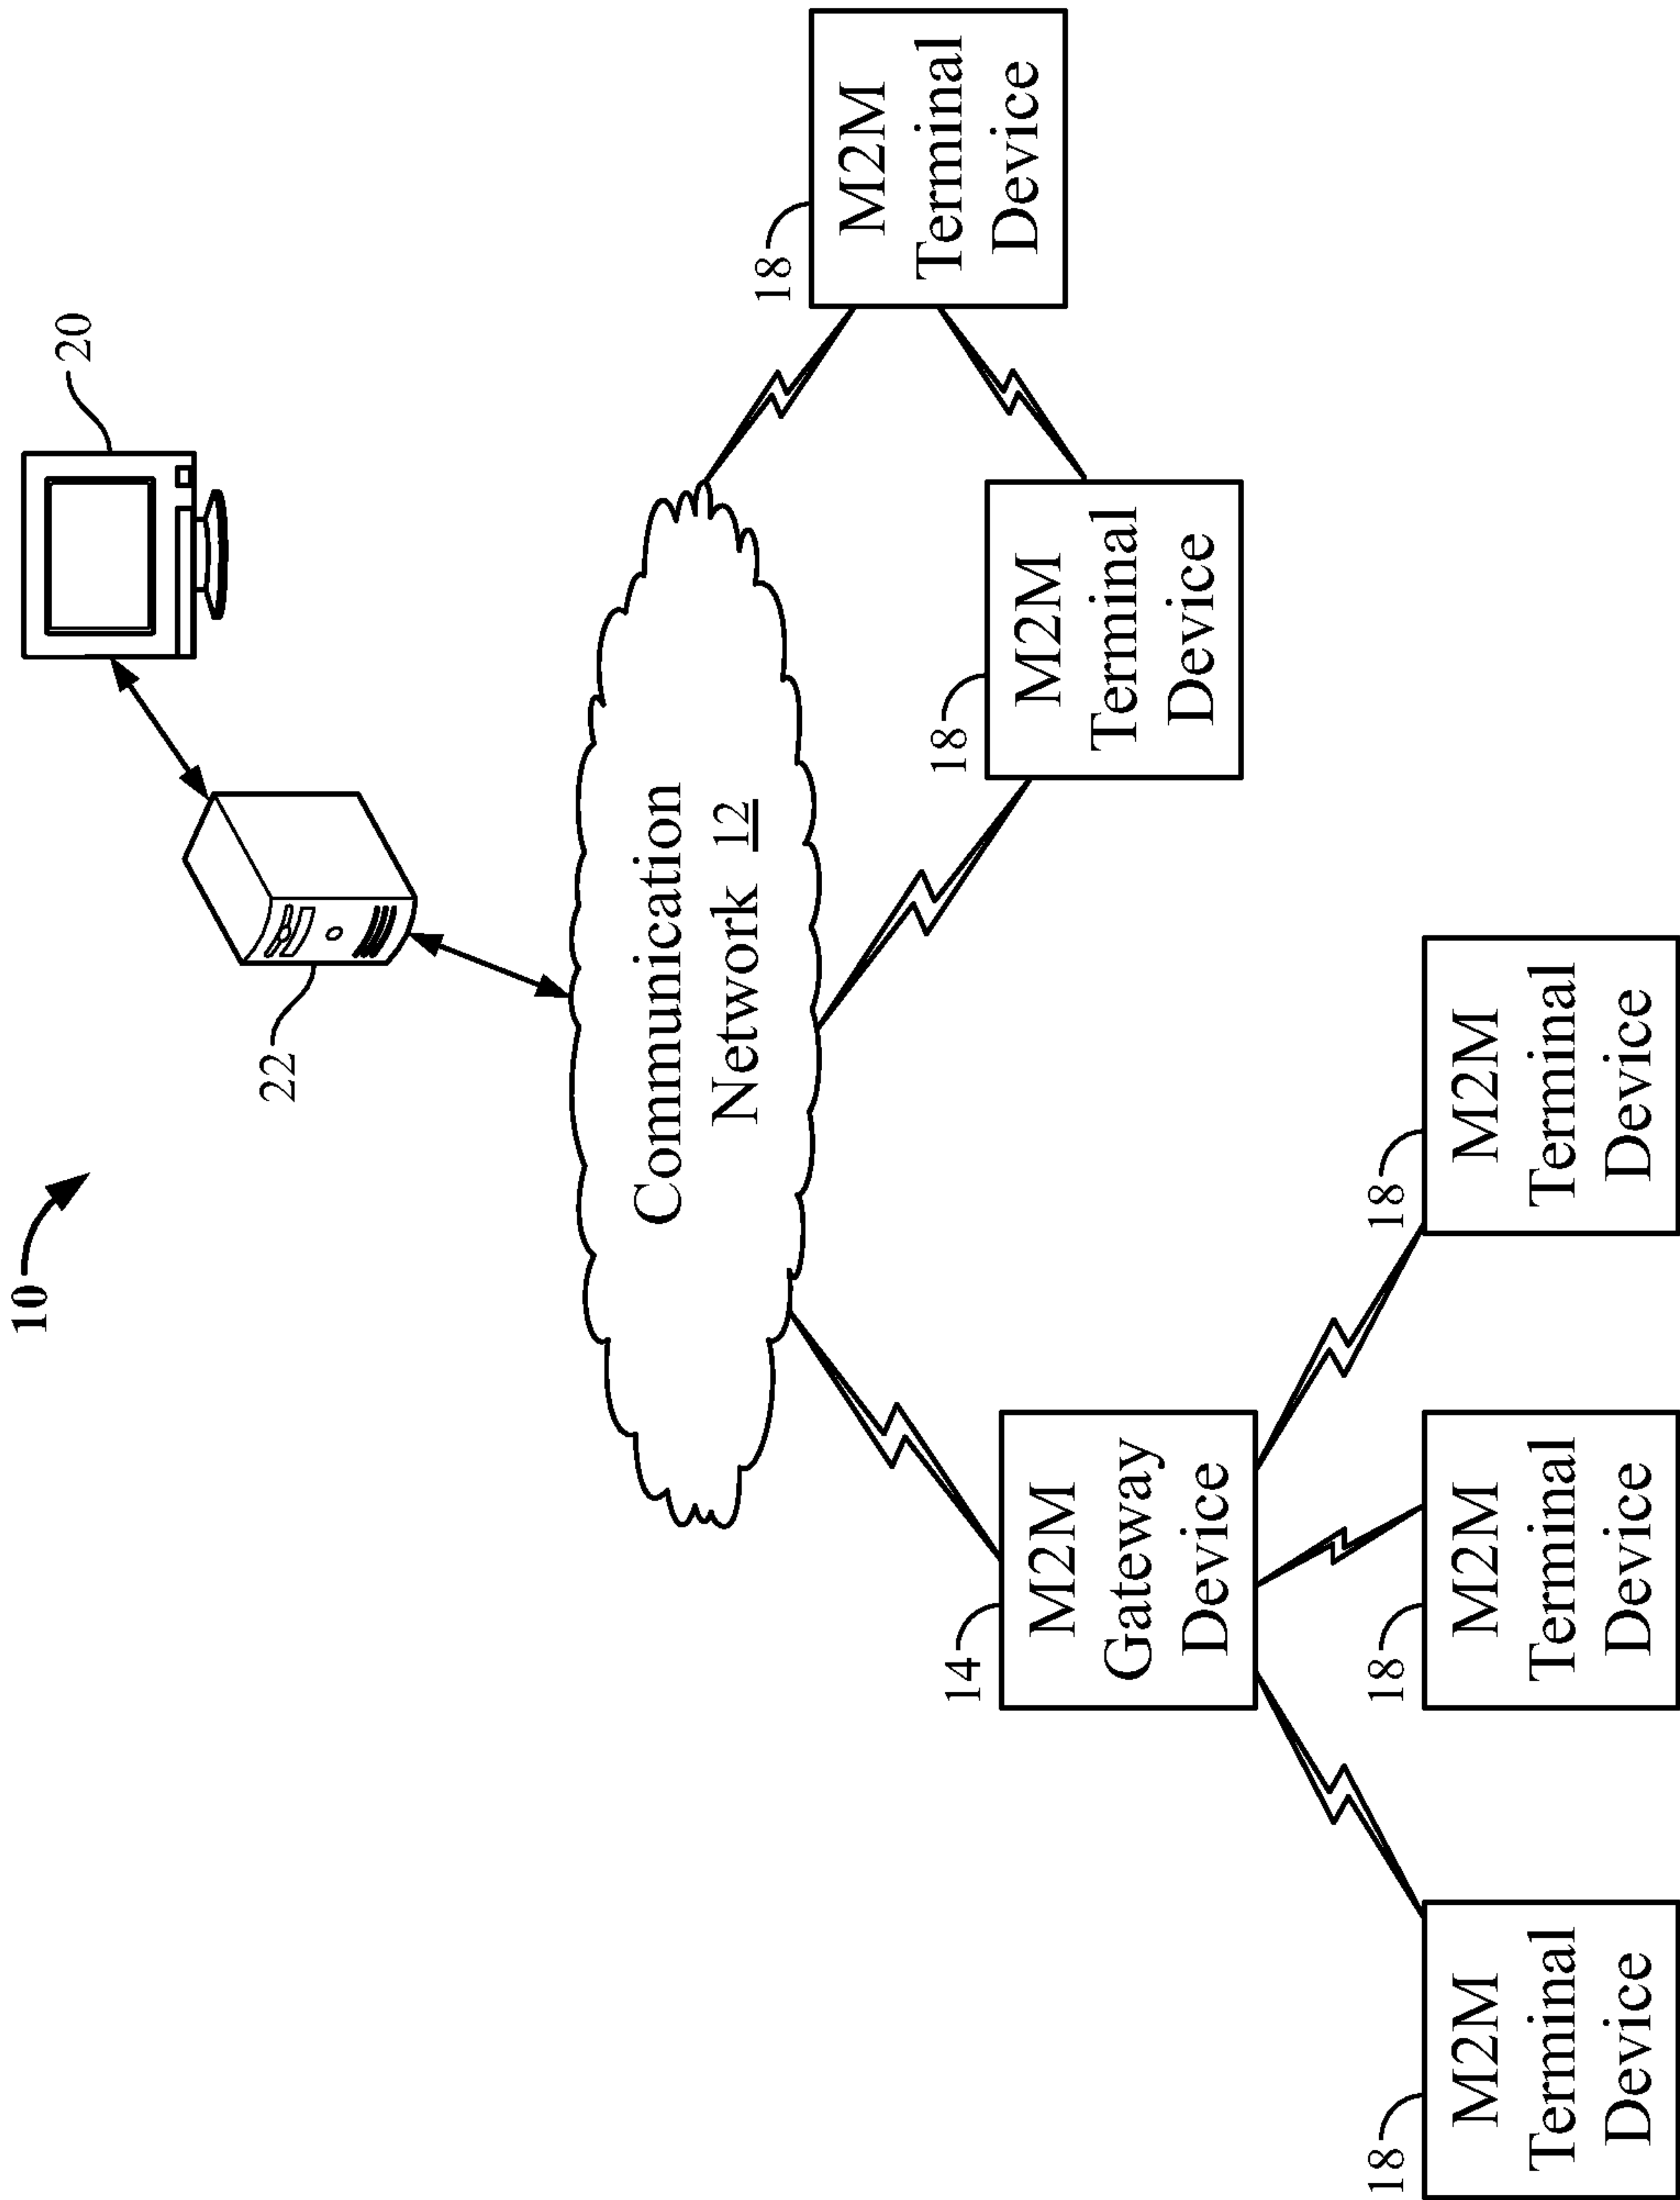 10
20
22
Communication
Network 12
18
M2M
Terminal
Device
18
M2M
Terminal
Device
14
M2M
Gateway
Device
18
M2M
Terminal
Device
18
M2M
Terminal
Device
18
M2M
Terminal
Device